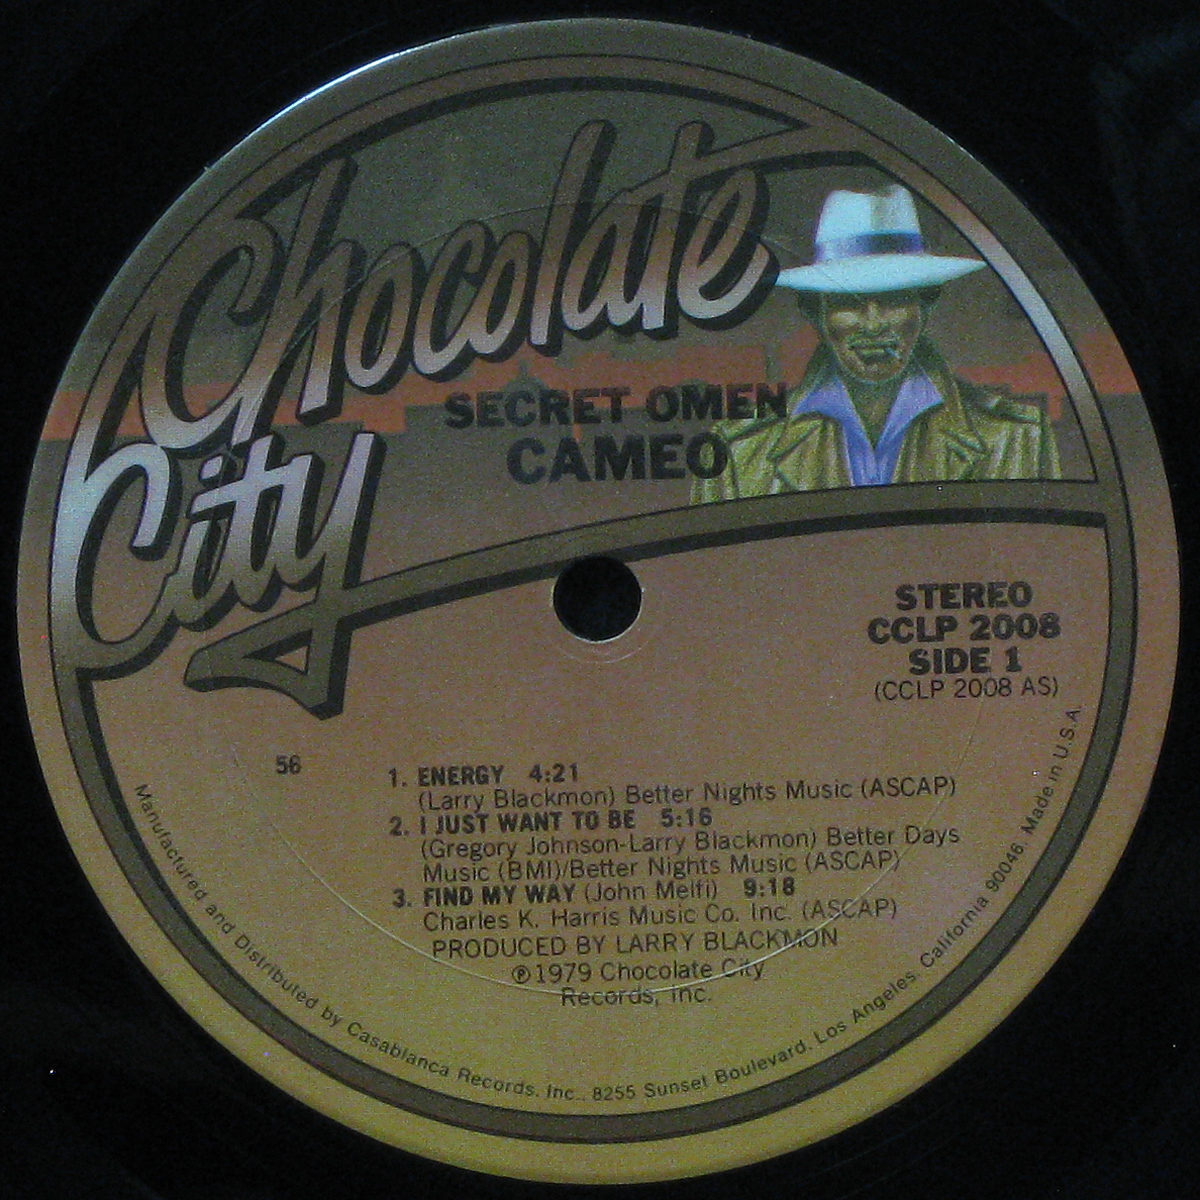 Chocolate
City
SECRET OMEN
CAMEO
STEREO
CCLP 2008
SIDE 1
(CCLP 2008 AS)
56
1. ENERGY 4:21
(Larry Blackmon) Better Nights Music (ASCAP)
2. I JUST WANT TO BE 5:16
(Gregory Johnson-Larry Blackmon) Better Days
Music (BMI)/Better Nights Music (ASCAP)
3. FIND MY WAY (John Melfi) 9:18
Charles K. Harris Music Co. Inc. (ASCAP)
PRODUCED BY LARRY BLACKMON
℗1979 Chocolate City
Records, Inc.
Manufactured and Distributed by Casablanca Records, Inc., 8255 Sunset Boulevard, Los Angeles, California 90046. Made in U.S.A.